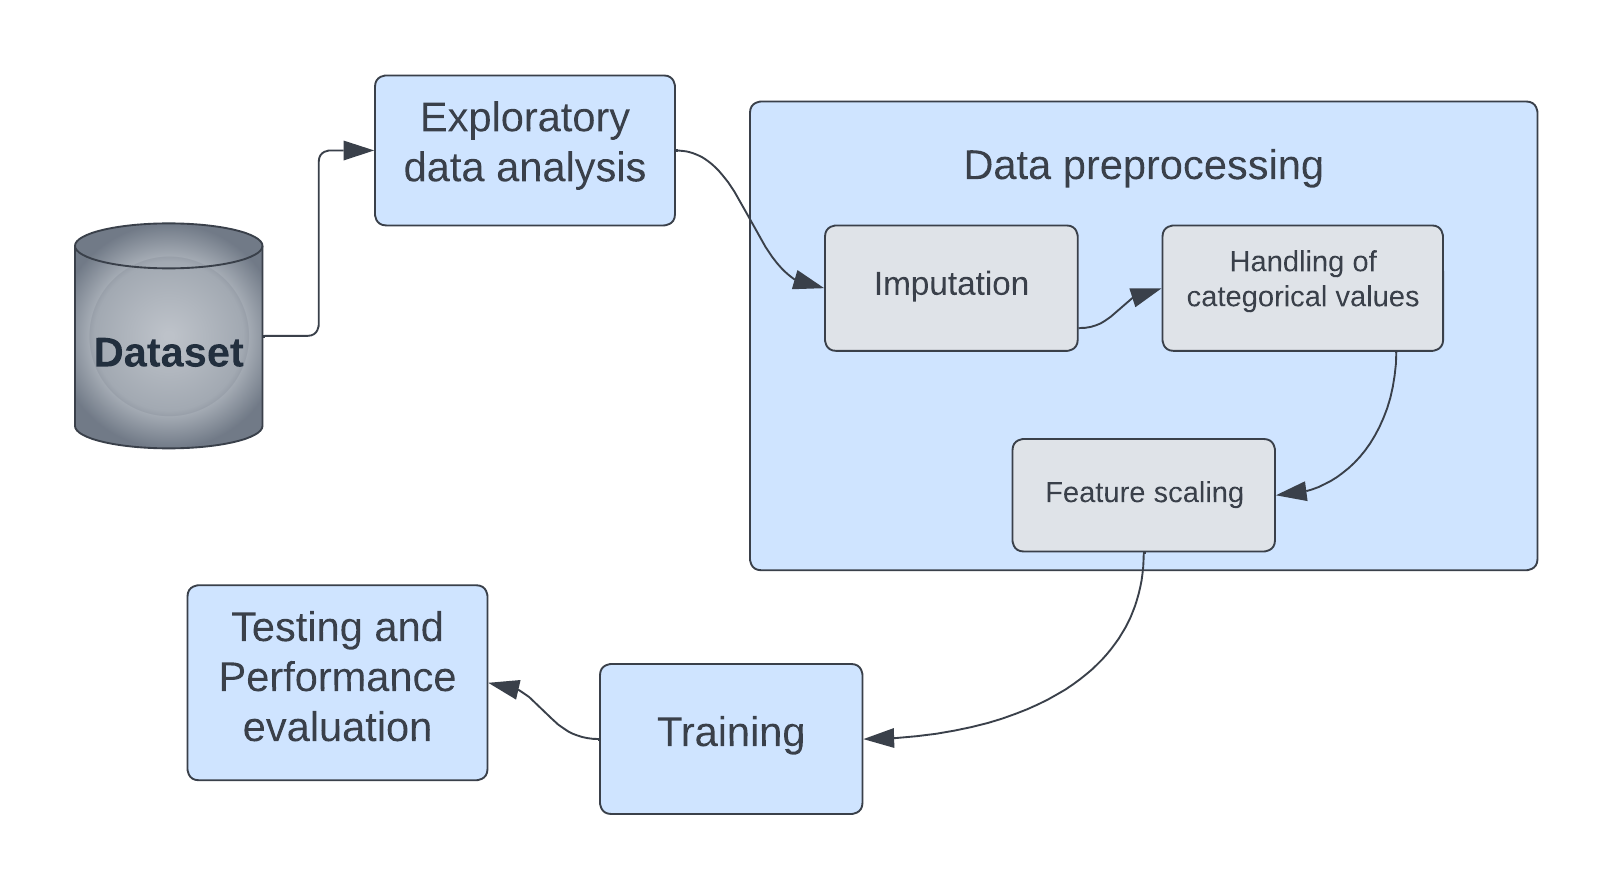 Exploratory
data analysis
Data preprocessing
Imputation
Handling of
categorical values
Dataset
Feature scaling
Testing and
Performance
evaluation
Training